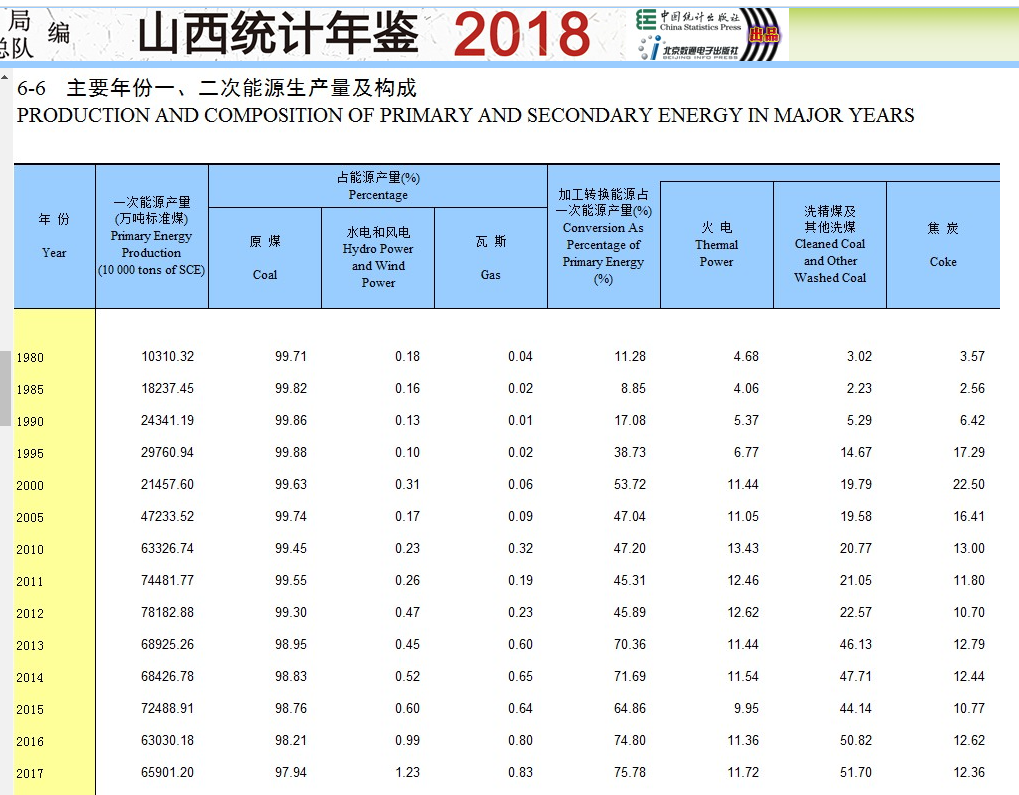 局 编
总队
山西统计年鉴 2018
中国统计出版社
China Statistics Press
北京数通电子出版社
BEIJING INFO PRESS
出品
6-6 主要年份一、二次能源生产量及构成
PRODUCTION AND COMPOSITION OF PRIMARY AND SECONDARY ENERGY IN MAJOR YEARS
年 份
Year
一次能源产量
(万吨标准煤)
Primary Energy
Production
(10 000 tons of SCE)
占能源产量(%)
Percentage
原 煤
Coal
水电和风电
Hydro Power
and Wind
Power
瓦 斯
Gas
加工转换能源占
一次能源产量(%)
Conversion As
Percentage of
Primary Energy
(%)
火 电
Thermal
Power
洗精煤及
其他洗煤
Cleaned Coal
and Other
Washed Coal
焦 炭
Coke
1980 10310.32 99.71 0.18 0.04 11.28 4.68 3.02 3.57
1985 18237.45 99.82 0.16 0.02 8.85 4.06 2.23 2.56
1990 24341.19 99.86 0.13 0.01 17.08 5.37 5.29 6.42
1995 29760.94 99.88 0.10 0.02 38.73 6.77 14.67 17.29
2000 21457.60 99.63 0.31 0.06 53.72 11.44 19.79 22.50
2005 47233.52 99.74 0.17 0.09 47.04 11.05 19.58 16.41
2010 63326.74 99.45 0.23 0.32 47.20 13.43 20.77 13.00
2011 74481.77 99.55 0.26 0.19 45.31 12.46 21.05 11.80
2012 78182.88 99.30 0.47 0.23 45.89 12.62 22.57 10.70
2013 68925.26 98.95 0.45 0.60 70.36 11.44 46.13 12.79
2014 68426.78 98.83 0.52 0.65 71.69 11.54 47.71 12.44
2015 72488.91 98.76 0.60 0.64 64.86 9.95 44.14 10.77
2016 63030.18 98.21 0.99 0.80 74.80 11.36 50.82 12.62
2017 65901.20 97.94 1.23 0.83 75.78 11.72 51.70 12.36